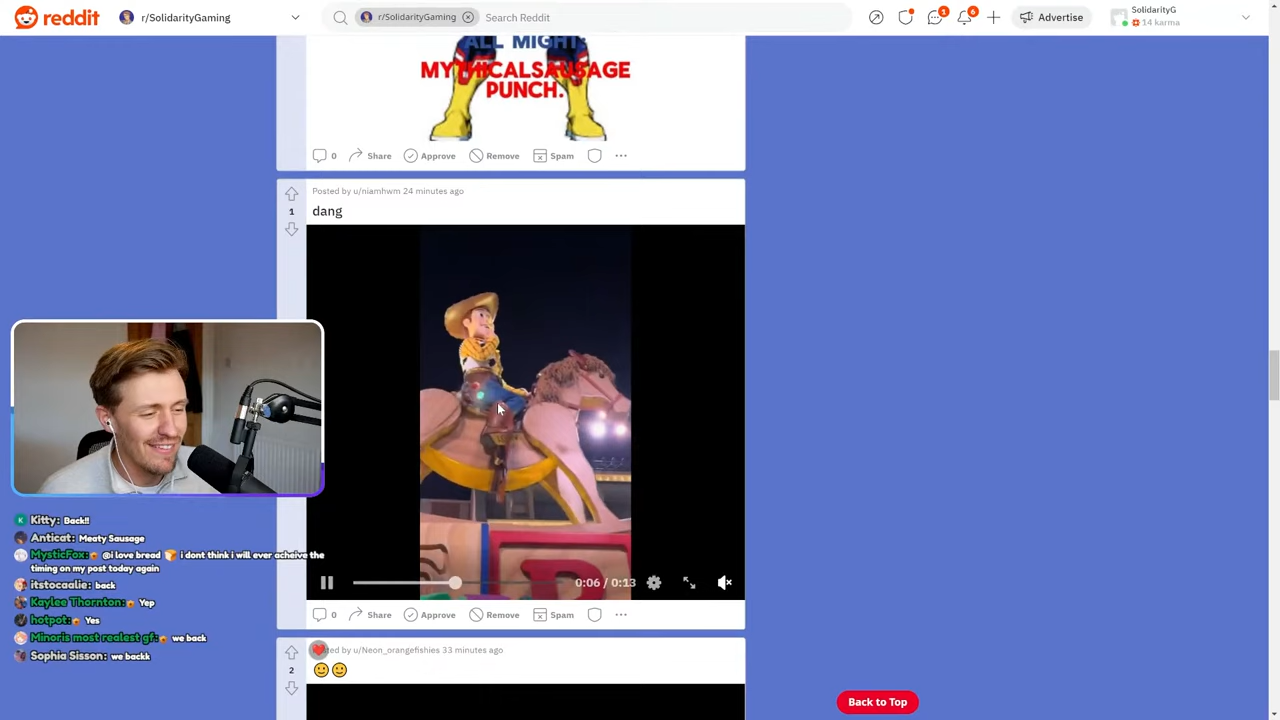 reddit
r/SolidarityGaming
r/SolidarityGaming
Search Reddit
1
6
Advertise
SolidarityG
14 karma
ALL MIGHT:
MYTHICALSAUSAGE
PUNCH.
0
Share
Approve
Remove
Spam
Posted by u/niamhwm 24 minutes ago
1
dang
0:06 / 0:13
0
Share
Approve
Remove
Spam
ted by u/Neon_orangefishies 33 minutes ago
2
Back to Top
K
Kitty: Back!!
Anticat: Meaty Sausage
MysticFox: @i love bread 🍞 i dont think i will ever acheive the
timing on my post today again
itstocaalie: back
Kaylee Thornton: Yep
hotpot: Yes
Minoris most realest gf: we back
Sophia Sisson: we backk